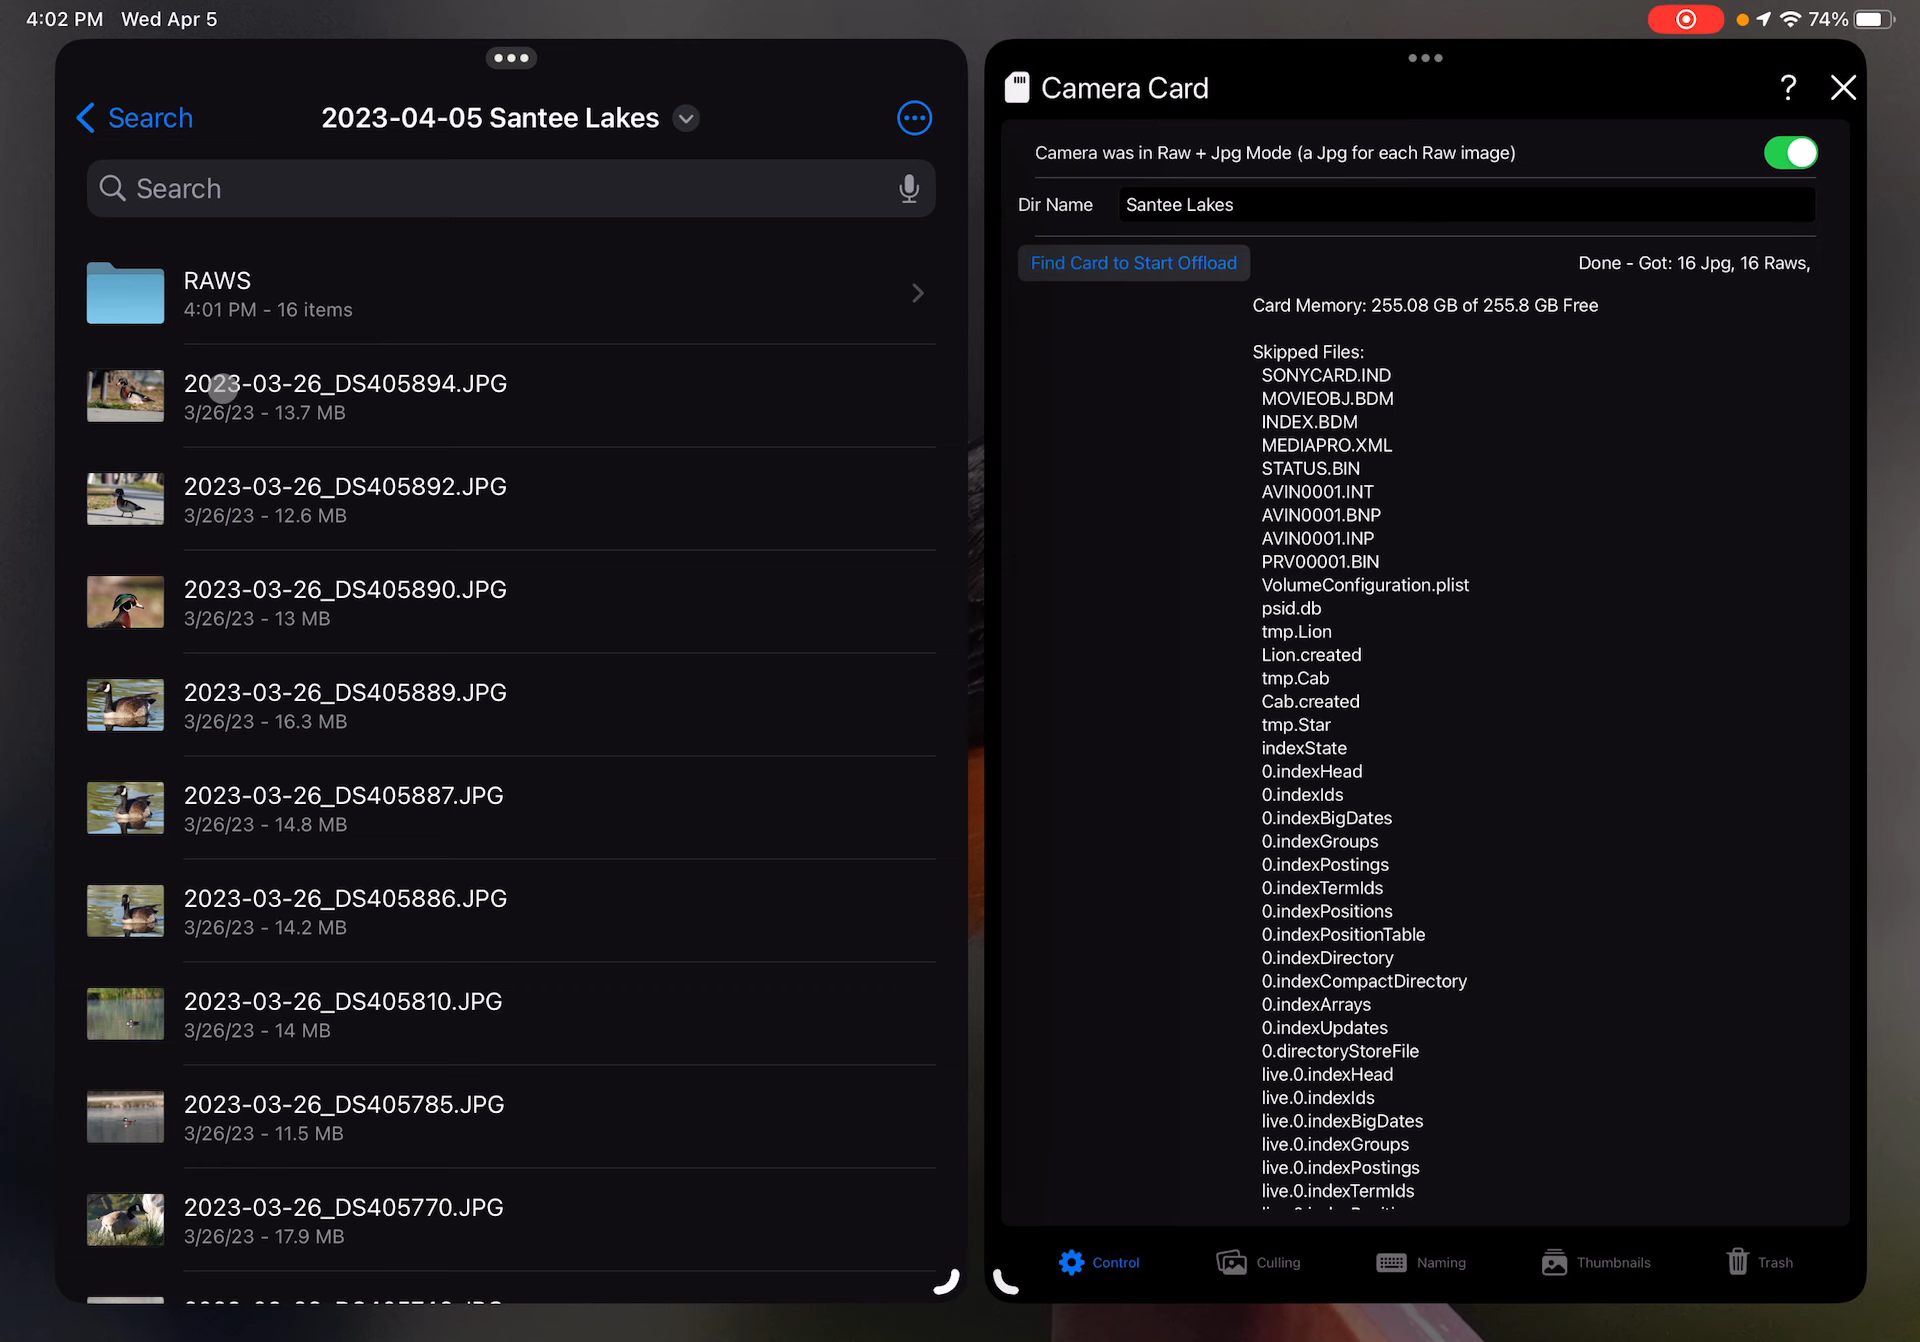 4:02 PM Wed Apr 5
74%
Search
2023-04-05 Santee Lakes
Search
RAWS
4:01 PM - 16 items
2023-03-26_DS405894.JPG
3/26/23 - 13.7 MB
2023-03-26_DS405892.JPG
3/26/23 - 12.6 MB
2023-03-26_DS405890.JPG
3/26/23 - 13 MB
2023-03-26_DS405889.JPG
3/26/23 - 16.3 MB
2023-03-26_DS405887.JPG
3/26/23 - 14.8 MB
2023-03-26_DS405886.JPG
3/26/23 - 14.2 MB
2023-03-26_DS405810.JPG
3/26/23 - 14 MB
2023-03-26_DS405785.JPG
3/26/23 - 11.5 MB
2023-03-26_DS405770.JPG
3/26/23 - 17.9 MB
Camera Card
?
Camera was in Raw + Jpg Mode (a Jpg for each Raw image)
Dir Name
Santee Lakes
Find Card to Start Offload
Done - Got: 16 Jpg, 16 Raws,
Card Memory: 255.08 GB of 255.8 GB Free
Skipped Files:
SONYCARD.IND
MOVIEOBJ.BDM
INDEX.BDM
MEDIAPRO.XML
STATUS.BIN
AVIN0001.INT
AVIN0001.BNP
AVIN0001.INP
PRV00001.BIN
VolumeConfiguration.plist
psid.db
tmp.Lion
Lion.created
tmp.Cab
Cab.created
tmp.Star
indexState
0.indexHead
0.indexIds
0.indexBigDates
0.indexGroups
0.indexPostings
0.indexTermIds
0.indexPositions
0.indexPositionTable
0.indexDirectory
0.indexCompactDirectory
0.indexArrays
0.indexUpdates
0.directoryStoreFile
live.0.indexHead
live.0.indexIds
live.0.indexBigDates
live.0.indexGroups
live.0.indexPostings
live.0.indexTermIds
Control
Culling
Naming
Thumbnails
Trash